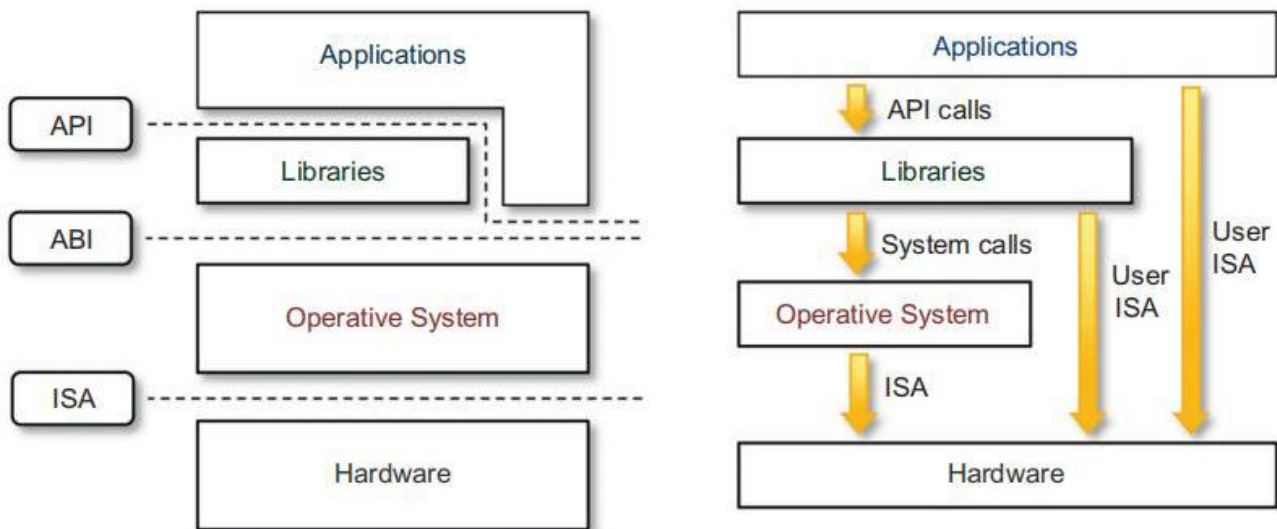 Applications
API
Libraries
ABI
Operative System
ISA
Hardware
Applications
API calls
Libraries
System calls
User
ISA
User
ISA
Operative System
ISA
Hardware